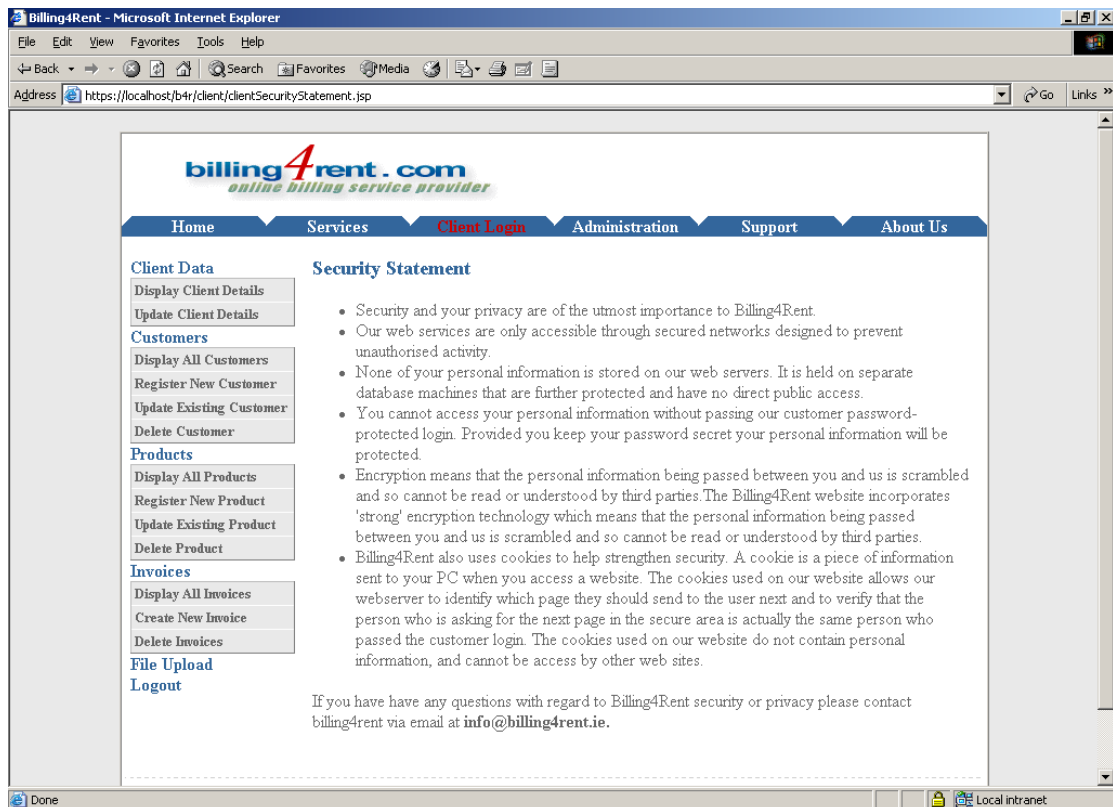 Billing4Rent - Microsoft Internet Explorer
File Edit View Favorites Tools Help
Back Search Favorites Media
Address https://localhost/b4r/client/clientSecurityStatement.jsp Go Links »
billing4rent.com
online billing service provider
Home Services Client Login Administration Support About Us
Client Data
Display Client Details
Update Client Details
Customers
Display All Customers
Register New Customer
Update Existing Customer
Delete Customer
Products
Display All Products
Register New Product
Update Existing Product
Delete Product
Invoices
Display All Invoices
Create New Invoice
Delete Invoices
File Upload
Logout
Security Statement
• Security and your privacy are of the utmost importance to Billing4Rent.
• Our web services are only accessible through secured networks designed to prevent
unauthorised activity.
• None of your personal information is stored on our web servers. It is held on separate
database machines that are further protected and have no direct public access.
• You cannot access your personal information without passing our customer password-
protected login. Provided you keep your password secret your personal information will be
protected.
• Encryption means that the personal information being passed between you and us is scrambled
and so cannot be read or understood by third parties.The Billing4Rent website incorporates
'strong' encryption technology which means that the personal information being passed
between you and us is scrambled and so cannot be read or understood by third parties.
• Billing4Rent also uses cookies to help strengthen security. A cookie is a piece of information
sent to your PC when you access a website. The cookies used on our website allows our
webserver to identify which page they should send to the user next and to verify that the
person who is asking for the next page in the secure area is actually the same person who
passed the customer login. The cookies used on our website do not contain personal
information, and cannot be access by other web sites.
If you have have any questions with regard to Billing4Rent security or privacy please contact
billing4rent via email at info@billing4rent.ie.
Done Local intranet